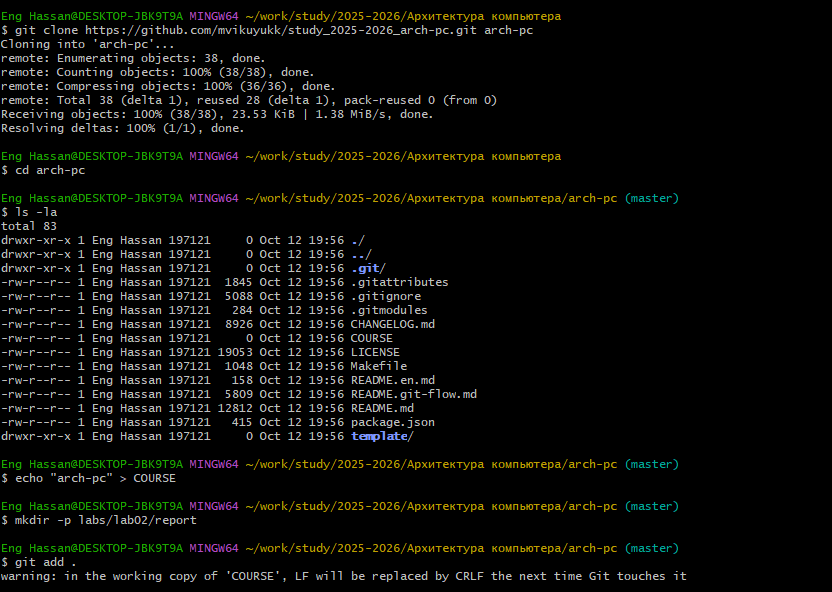 Eng Hassan@DESKTOP-JBK9T9A MINGW64 ~/work/study/2025-2026/Архитектура компьютера
$ git clone https://github.com/mvikuyukk/study_2025-2026_arch-pc.git arch-pc
Cloning into 'arch-pc'...
remote: Enumerating objects: 38, done.
remote: Counting objects: 100% (38/38), done.
remote: Compressing objects: 100% (36/36), done.
remote: Total 38 (delta 1), reused 28 (delta 1), pack-reused 0 (from 0)
Receiving objects: 100% (38/38), 23.53 KiB | 1.38 MiB/s, done.
Resolving deltas: 100% (1/1), done.
Eng Hassan@DESKTOP-JBK9T9A MINGW64 ~/work/study/2025-2026/Архитектура компьютера
$ cd arch-pc
Eng Hassan@DESKTOP-JBK9T9A MINGW64 ~/work/study/2025-2026/Архитектура компьютера/arch-pc (master)
$ ls -la
total 83
drwxr-xr-x 1 Eng Hassan 197121     0 Oct 12 19:56 ./
drwxr-xr-x 1 Eng Hassan 197121     0 Oct 12 19:56 ../
drwxr-xr-x 1 Eng Hassan 197121     0 Oct 12 19:56 .git/
-rw-r--r-- 1 Eng Hassan 197121  1845 Oct 12 19:56 .gitattributes
-rw-r--r-- 1 Eng Hassan 197121  5088 Oct 12 19:56 .gitignore
-rw-r--r-- 1 Eng Hassan 197121   284 Oct 12 19:56 .gitmodules
-rw-r--r-- 1 Eng Hassan 197121  8926 Oct 12 19:56 CHANGELOG.md
-rw-r--r-- 1 Eng Hassan 197121     0 Oct 12 19:56 COURSE
-rw-r--r-- 1 Eng Hassan 197121 19053 Oct 12 19:56 LICENSE
-rw-r--r-- 1 Eng Hassan 197121  1048 Oct 12 19:56 Makefile
-rw-r--r-- 1 Eng Hassan 197121   158 Oct 12 19:56 README.en.md
-rw-r--r-- 1 Eng Hassan 197121  5809 Oct 12 19:56 README.git-flow.md
-rw-r--r-- 1 Eng Hassan 197121 12812 Oct 12 19:56 README.md
-rw-r--r-- 1 Eng Hassan 197121   415 Oct 12 19:56 package.json
drwxr-xr-x 1 Eng Hassan 197121     0 Oct 12 19:56 template/
Eng Hassan@DESKTOP-JBK9T9A MINGW64 ~/work/study/2025-2026/Архитектура компьютера/arch-pc (master)
$ echo "arch-pc" > COURSE
Eng Hassan@DESKTOP-JBK9T9A MINGW64 ~/work/study/2025-2026/Архитектура компьютера/arch-pc (master)
$ mkdir -p labs/lab02/report
Eng Hassan@DESKTOP-JBK9T9A MINGW64 ~/work/study/2025-2026/Архитектура компьютера/arch-pc (master)
$ git add .
warning: in the working copy of 'COURSE', LF will be replaced by CRLF the next time Git touches it